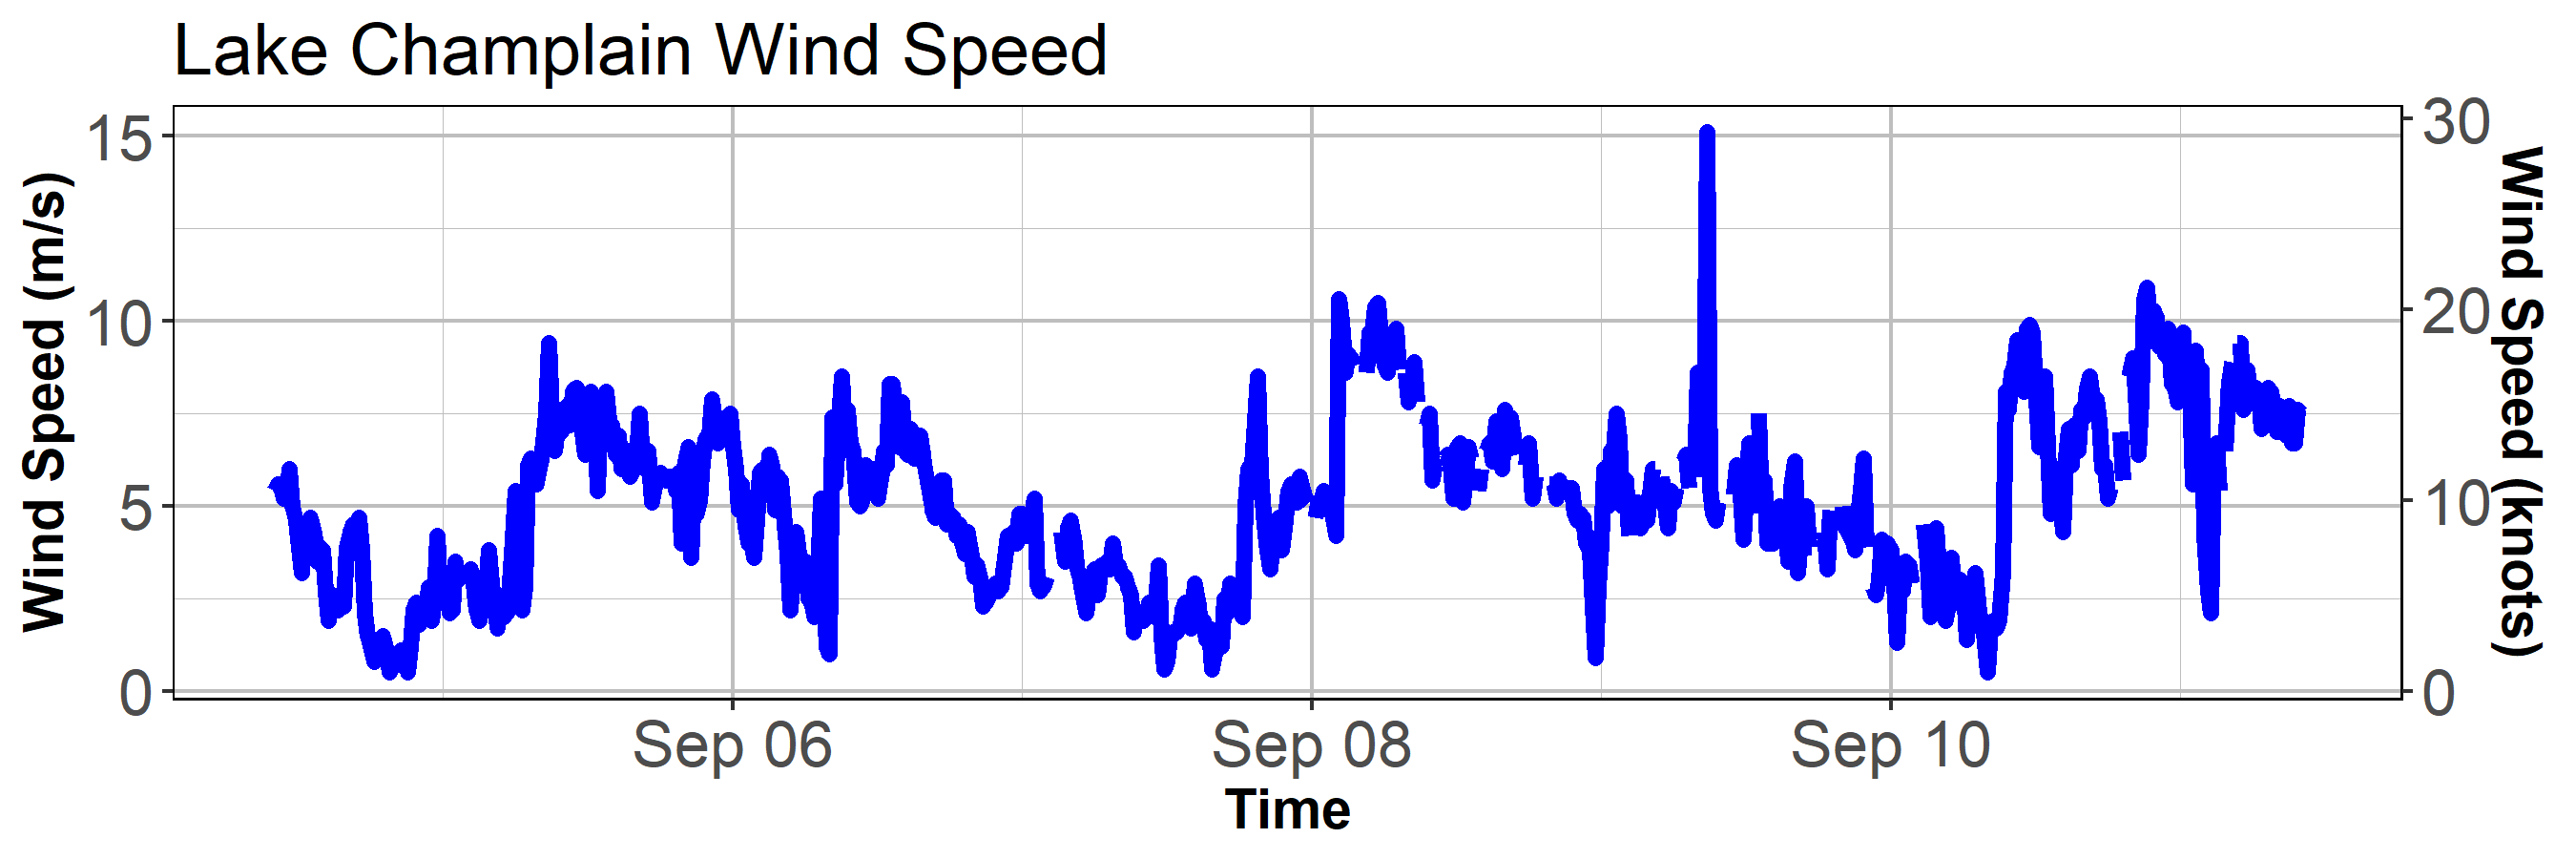 Lake Champlain Wind Speed
Wind Speed (m/s)
15
10
5
0
30
20
10
0
Wind Speed (knots)
Sep 06
Sep 08
Sep 10
Time